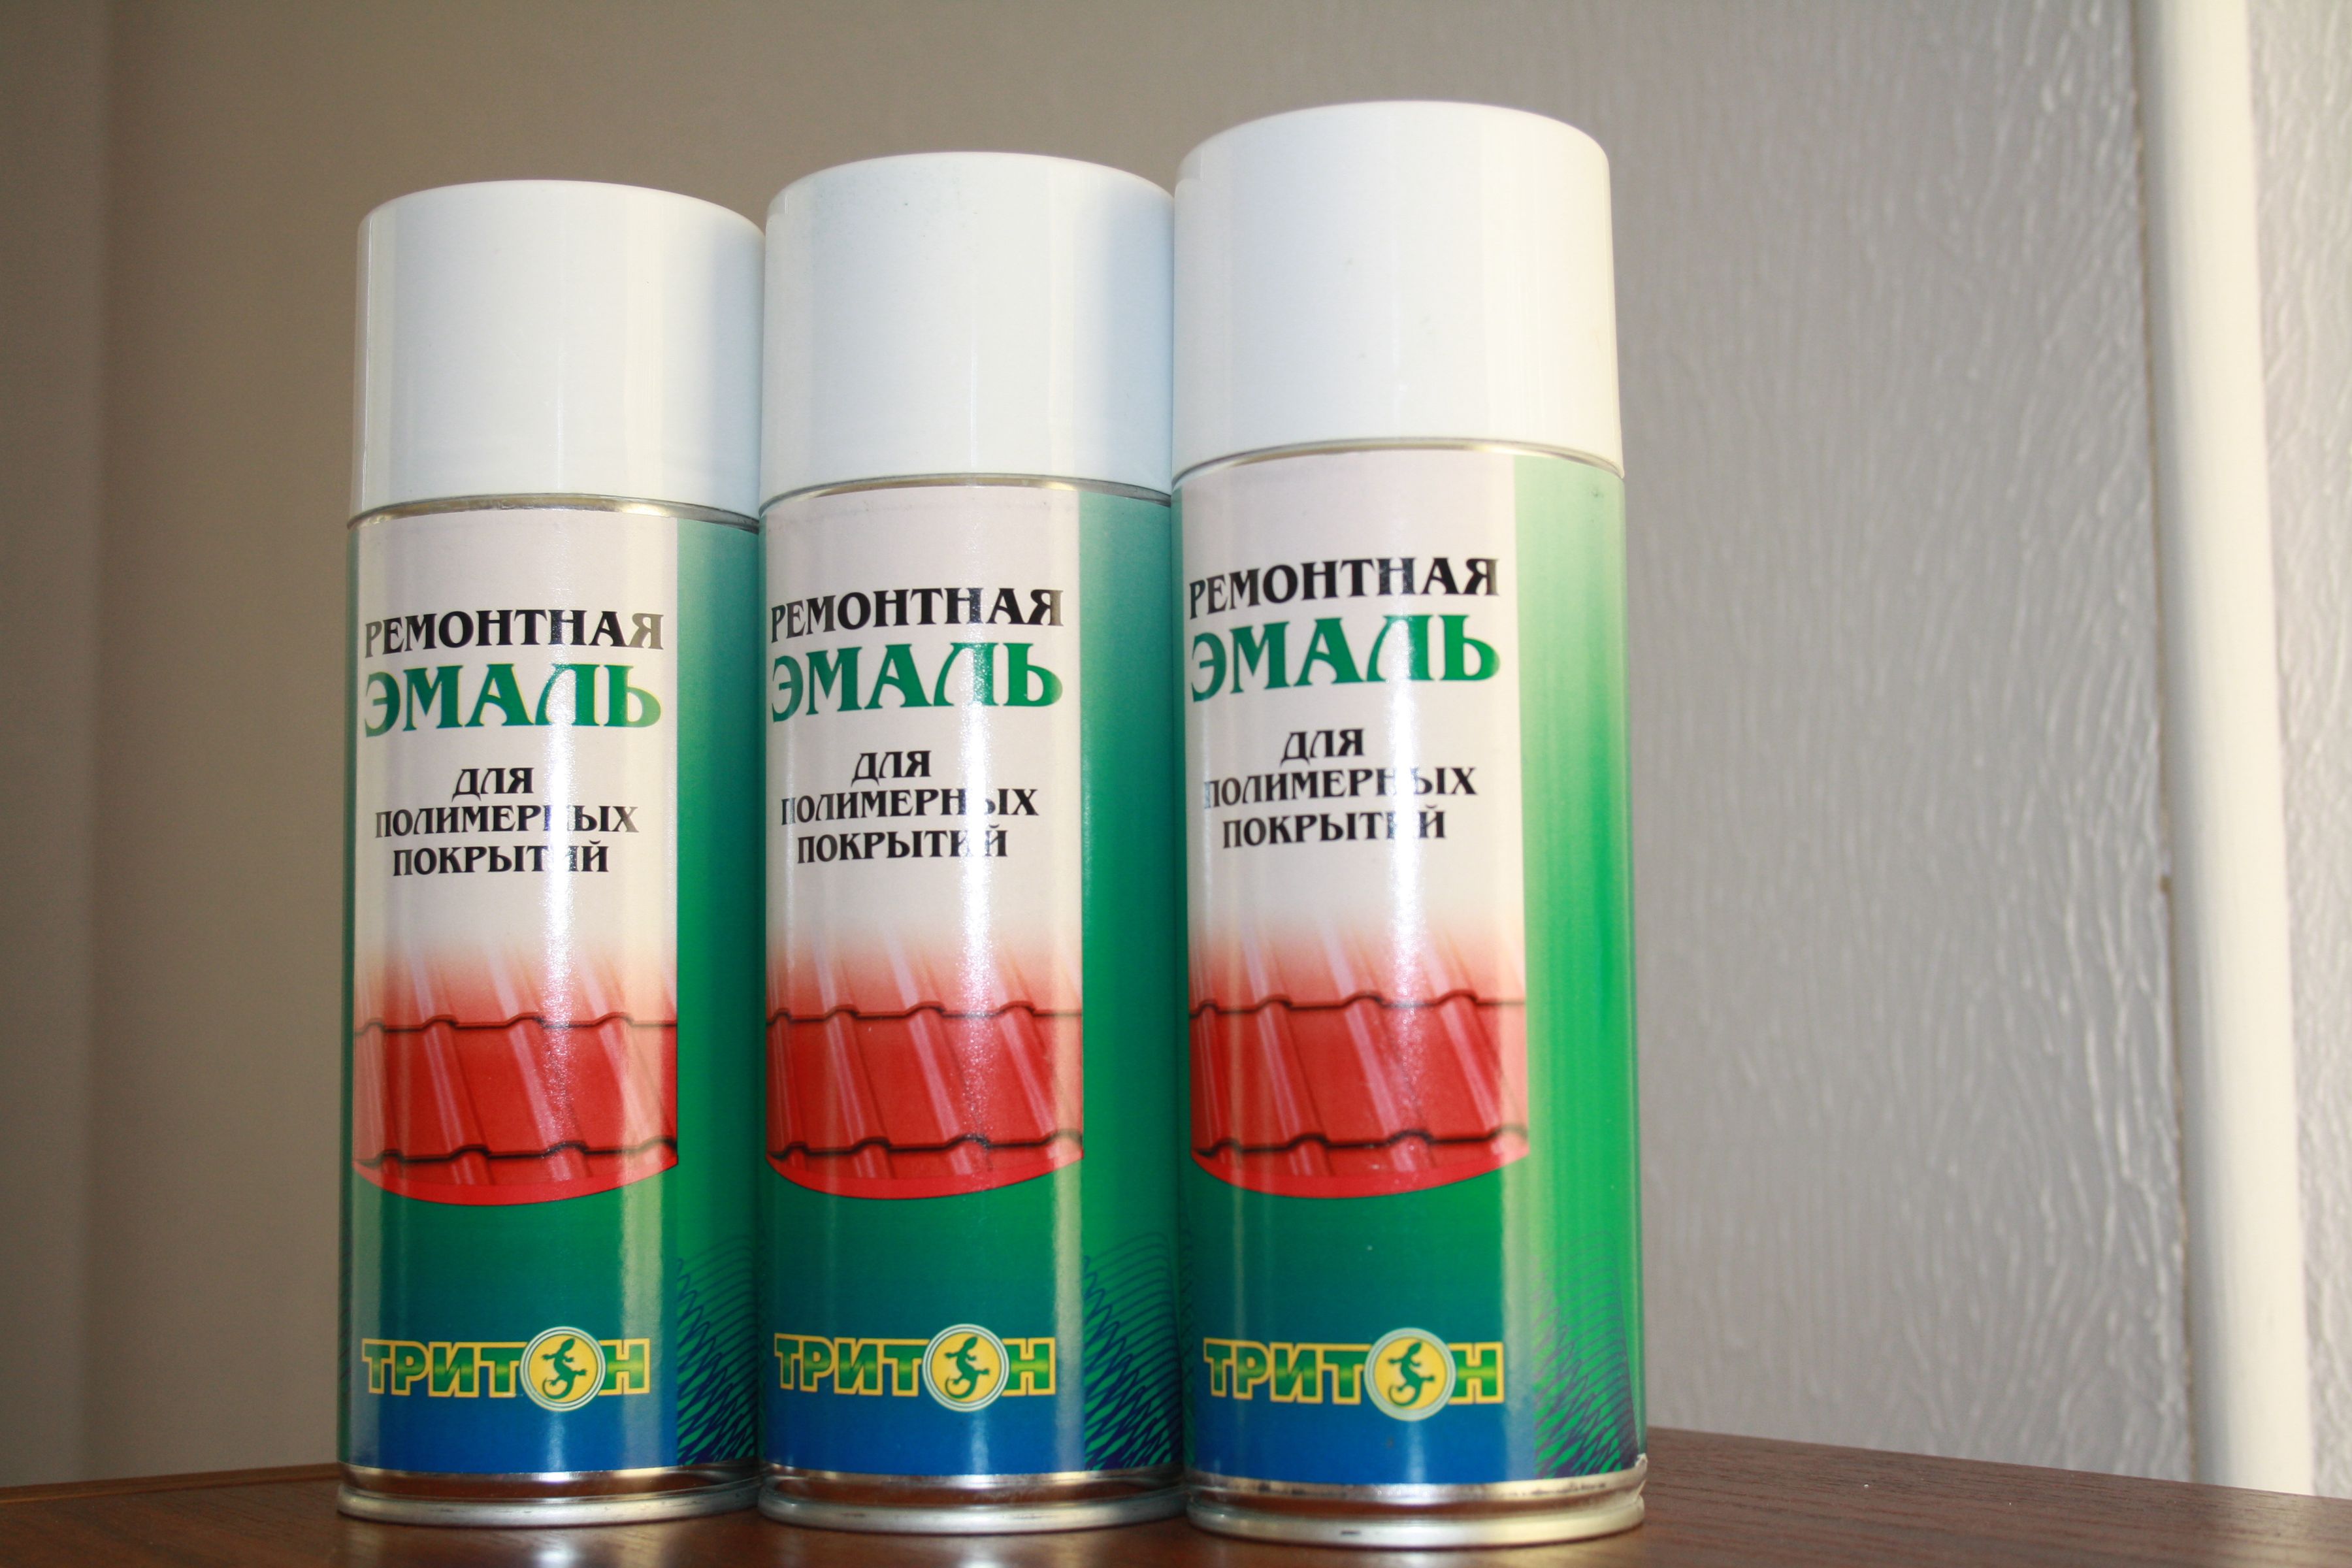 РЕМОНТНАЯ
ЭМАЛЬ
ДЛЯ
ПОЛИМЕРНЫХ
ПОКРЫТИЙ
ТРИТОН
РЕМОНТНАЯ
ЭМАЛЬ
ДЛЯ
ПОЛИМЕРНЫХ
ПОКРЫТИЙ
ТРИТОН
РЕМОНТНАЯ
ЭМАЛЬ
ДЛЯ
ПОЛИМЕРНЫХ
ПОКРЫТИЙ
ТРИТОН